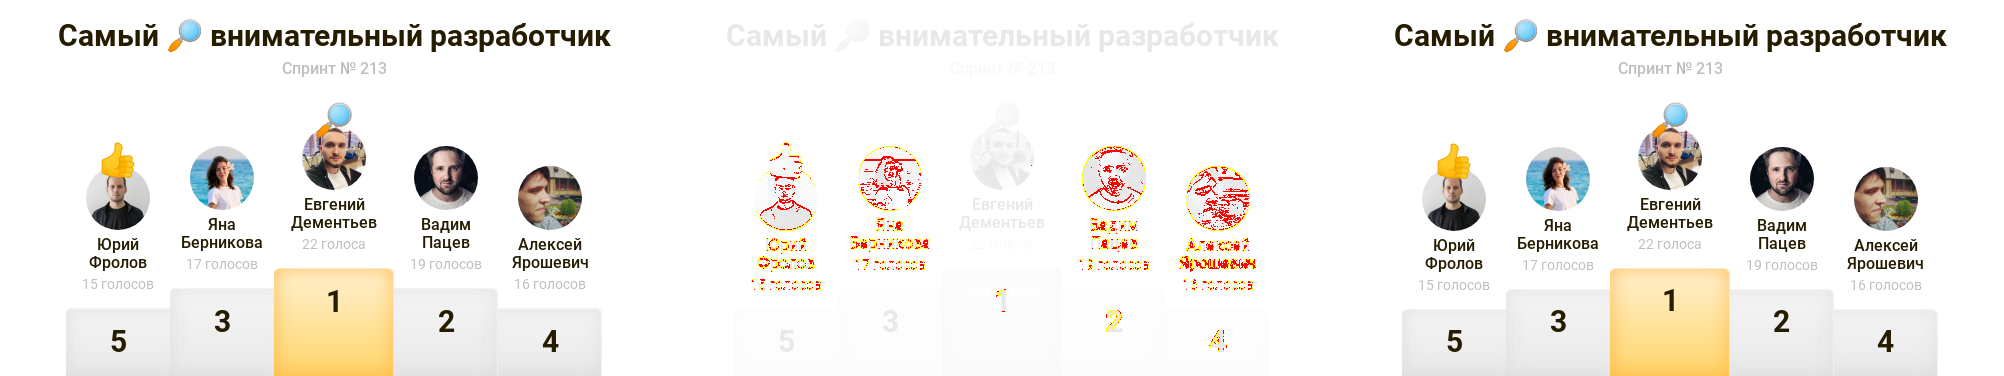 Самый 🔎 внимательный разработчик
Спринт № 213
Юрий
Фролов
15 голосов
5
Яна
Берникова
17 голосов
3
Евгений
Дементьев
22 голоса
1
Вадим
Пацев
19 голосов
2
Алексей
Ярошевич
16 голосов
4
Самый 🔎 внимательный разработчик
Спринт № 213
Юрий
Фролов
15 голосов
5
Яна
Берникова
17 голосов
3
Евгений
Дементьев
22 голоса
1
Вадим
Пацев
19 голосов
2
Алексей
Ярошевич
16 голосов
4
Самый 🔎 внимательный разработчик
Спринт № 213
Юрий
Фролов
15 голосов
5
Яна
Берникова
17 голосов
3
Евгений
Дементьев
22 голоса
1
Вадим
Пацев
19 голосов
2
Алексей
Ярошевич
16 голосов
4